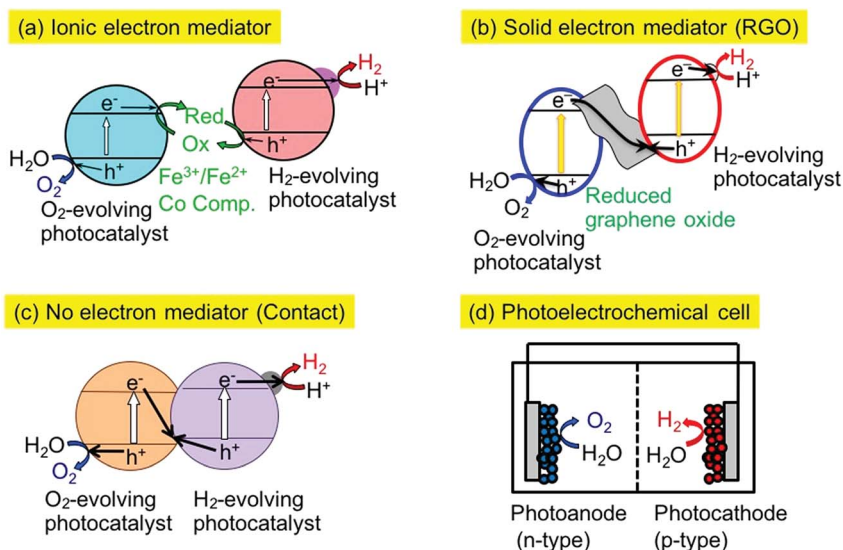 (a) Ionic electron mediator
H₂
e⁻
H⁺
e⁻
Red
Ox
h⁺
H₂O
h⁺
O₂
Fe³⁺/Fe²⁺
Co Comp.
H₂-evolving
photocatalyst
O₂-evolving
photocatalyst
(b) Solid electron mediator (RGO)
H₂
e⁻
H⁺
e⁻
h⁺
H₂-evolving
photocatalyst
H₂O
h⁺
O₂
Reduced
graphene oxide
O₂-evolving
photocatalyst
(c) No electron mediator (Contact)
H₂
e⁻
e⁻
H⁺
H₂O
h⁺
h⁺
O₂
O₂-evolving
photocatalyst
H₂-evolving
photocatalyst
(d) Photoelectrochemical cell
O₂
H₂O
H₂
H₂O
Photoanode
(n-type)
Photocathode
(p-type)